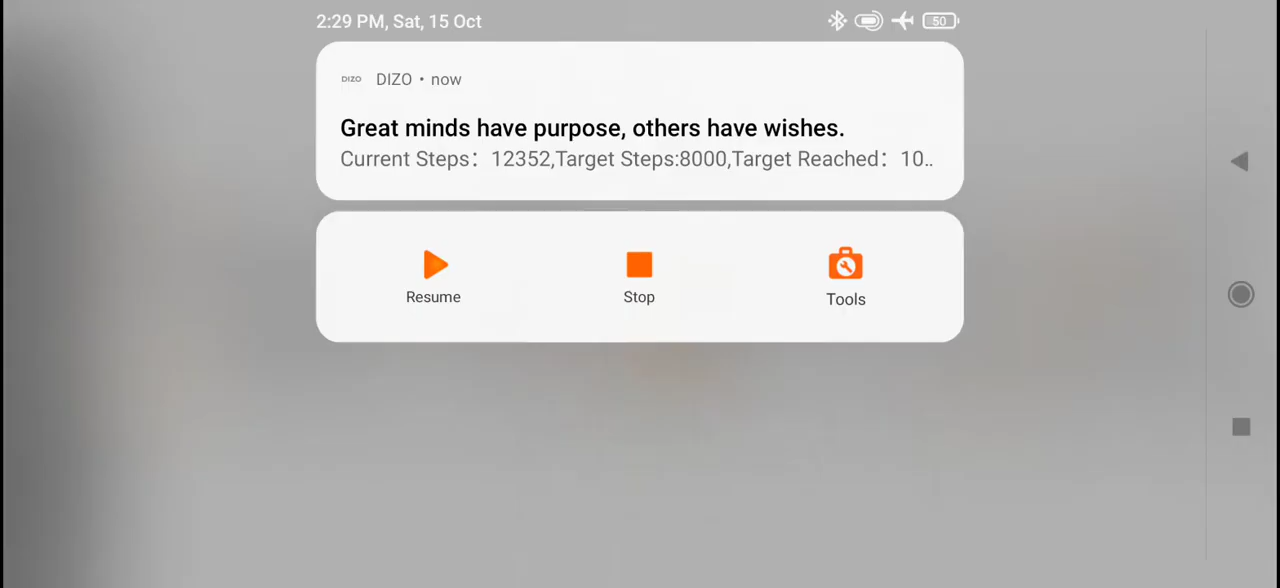 2:29 PM, Sat, 15 Oct 50
DIZO DIZO • now
Great minds have purpose, others have wishes.
Current Steps：12352,Target Steps:8000,Target Reached：10..
Resume Stop Tools